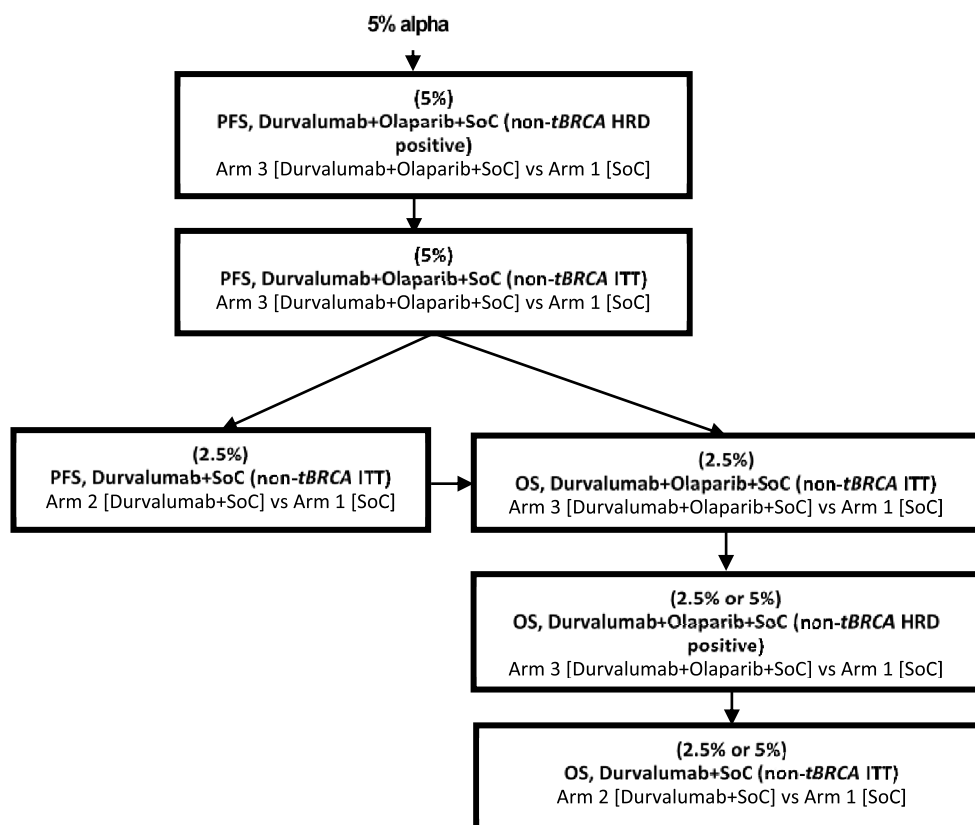 5% alpha
(5%)
PFS, Durvalumab+Olaparib+SoC (non-tBRCA HRD
positive)
Arm 3 [Durvalumab+Olaparib+SoC] vs Arm 1 [SoC]
(5%)
PFS, Durvalumab+Olaparib+SoC (non-tBRCA ITT)
Arm 3 [Durvalumab+Olaparib+SoC] vs Arm 1 [SoC]
(2.5%)
PFS, Durvalumab+SoC (non-tBRCA ITT)
Arm 2 [Durvalumab+SoC] vs Arm 1 [SoC]
(2.5%)
OS, Durvalumab+Olaparib+SoC (non-tBRCA ITT)
Arm 3 [Durvalumab+Olaparib+SoC] vs Arm 1 [SoC]
(2.5% or 5%)
OS, Durvalumab+Olaparib+SoC (non-tBRCA HRD
positive)
Arm 3 [Durvalumab+Olaparib+SoC] vs Arm 1 [SoC]
(2.5% or 5%)
OS, Durvalumab+SoC (non-tBRCA ITT)
Arm 2 [Durvalumab+SoC] vs Arm 1 [SoC]